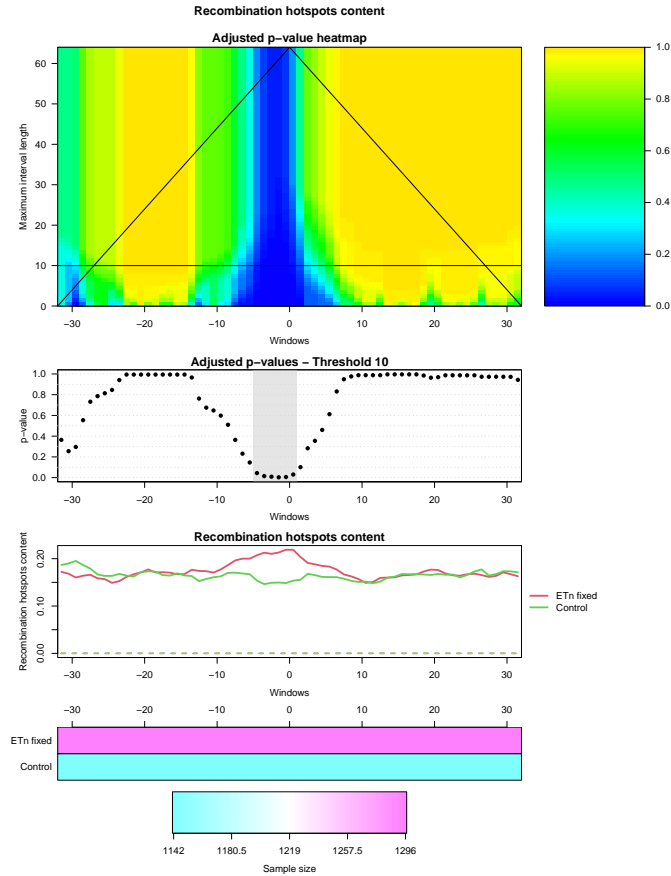 Recombination hotspots content
Adjusted p-value heatmap
60
50
40
30
20
10
0
Maximum interval length
−30 −20 −10 0 10 20 30
Windows
1.0
0.8
0.6
0.4
0.2
0.0
Adjusted p-values − Threshold 10
1.0
0.8
0.6
0.4
0.2
0.0
p-value
−30 −20 −10 0 10 20 30
Windows
Recombination hotspots content
0.20
0.10
0.00
Recombination hotspots content
−30 −20 −10 0 10 20 30
Windows
ETn fixed
Control
−30 −20 −10 0 10 20 30
ETn fixed
Control
1142 1180.5 1219 1257.5 1296
Sample size